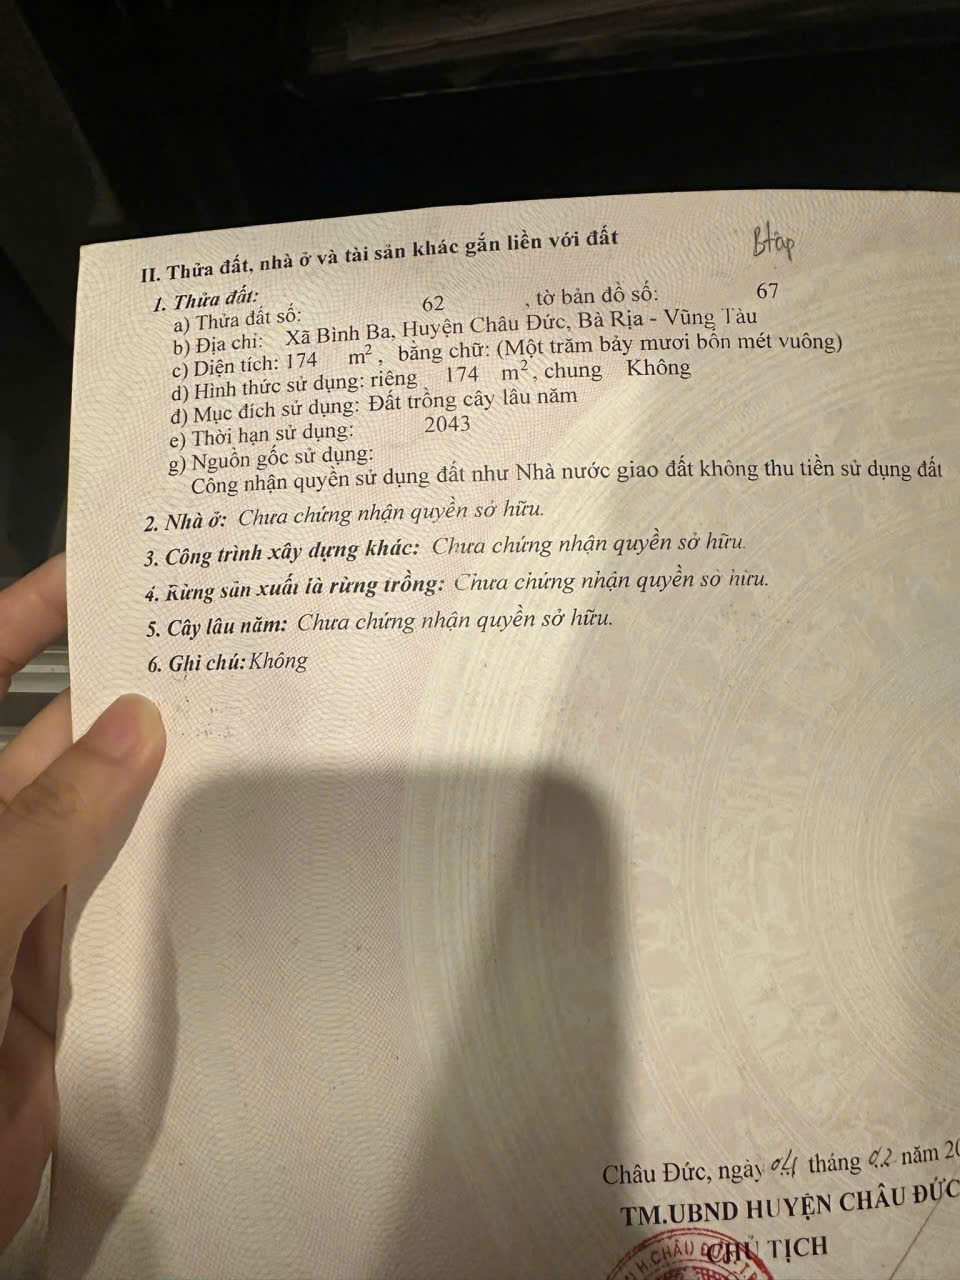 Btập
II. Thửa đất, nhà ở và tài sản khác gắn liền với đất
1. Thửa đất:
a) Thửa đất số: 62 , tờ bản đồ số: 67
b) Địa chỉ: Xã Bình Ba, Huyện Châu Đức, Bà Rịa - Vũng Tàu
c) Diện tích: 174 m², bằng chữ: (Một trăm bảy mươi bốn mét vuông)
d) Hình thức sử dụng: riêng 174 m², chung Không
đ) Mục đích sử dụng: Đất trồng cây lâu năm
e) Thời hạn sử dụng: 2043
g) Nguồn gốc sử dụng:
Công nhận quyền sử dụng đất như Nhà nước giao đất không thu tiền sử dụng đất
2. Nhà ở: Chưa chứng nhận quyền sở hữu.
3. Công trình xây dựng khác: Chưa chứng nhận quyền sở hữu.
4. Rừng sản xuất là rừng trồng: Chưa chứng nhận quyền sở hữu.
5. Cây lâu năm: Chưa chứng nhận quyền sở hữu.
6. Ghi chú: Không
Châu Đức, ngày 04 tháng 02 năm 20
TM.UBND HUYỆN CHÂU ĐỨC
CHỦ TỊCH
H.CHÂU ĐỨC